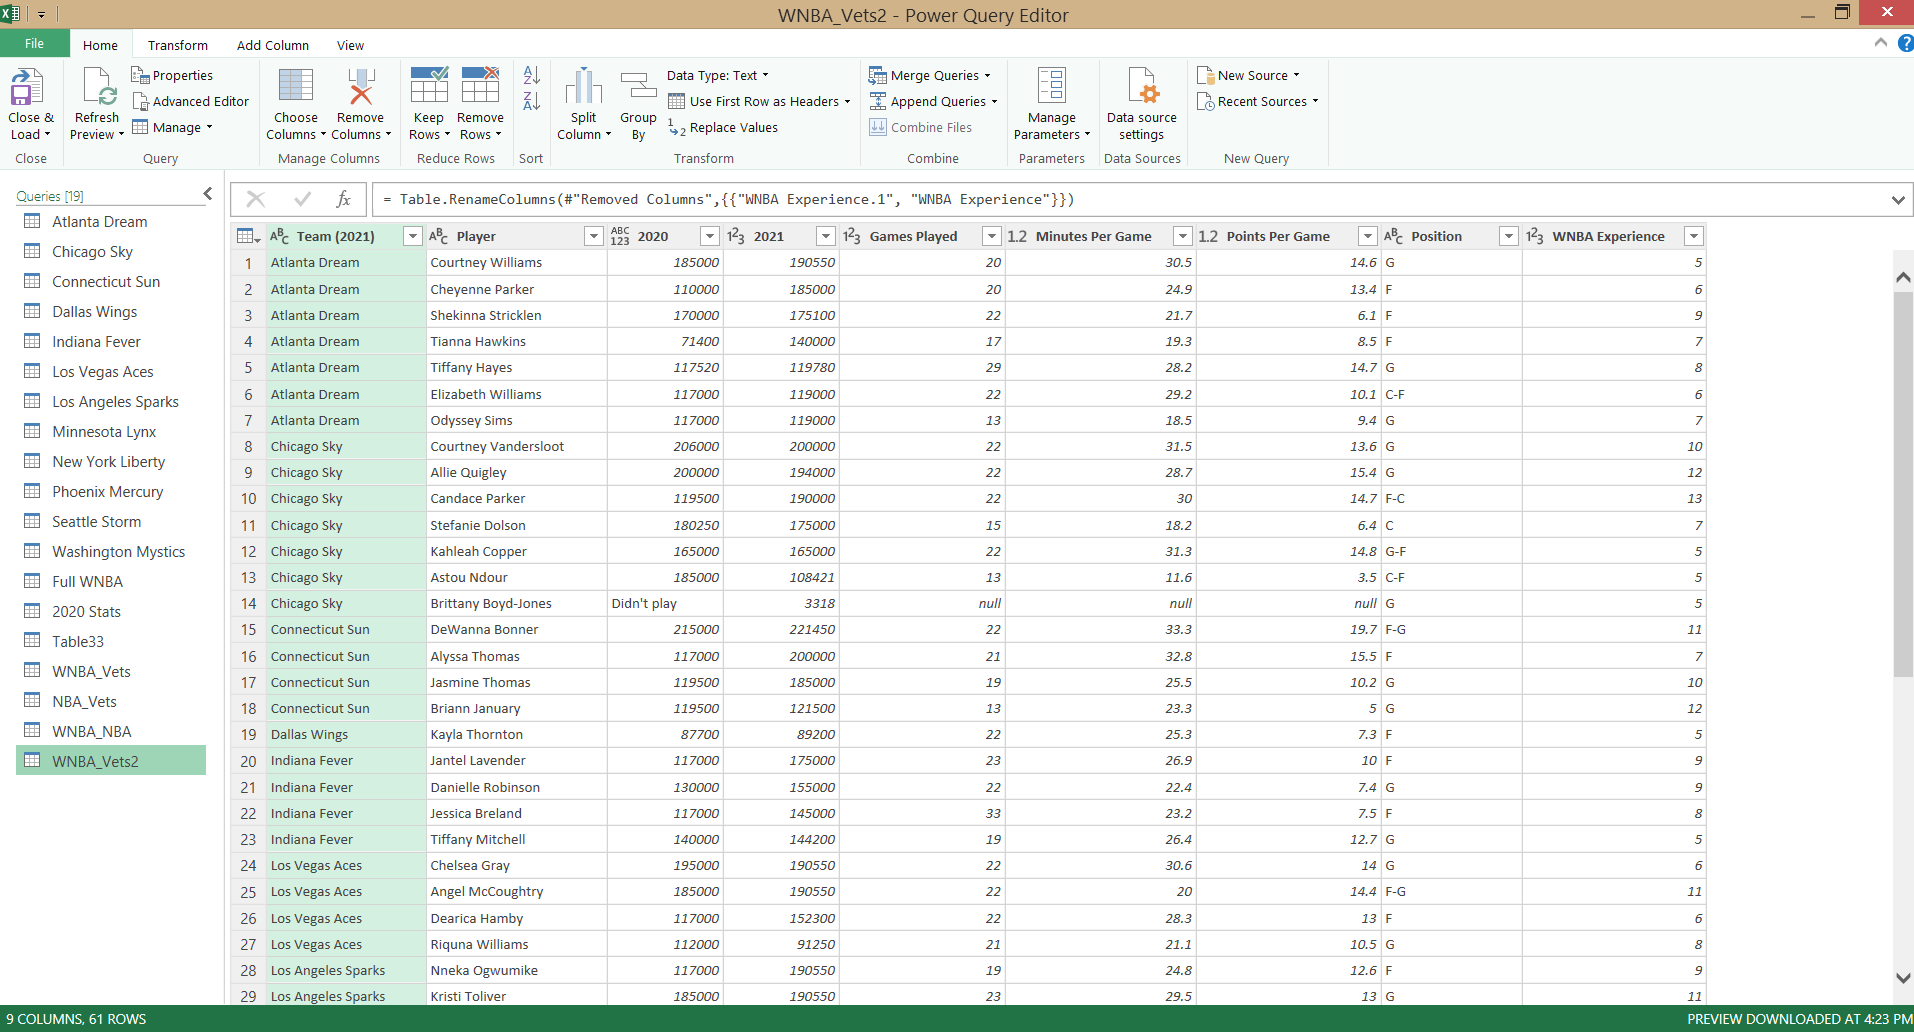 WNBA_Vets2 - Power Query Editor
File Home Transform Add Column View
Close & Load
Refresh Preview
Properties
Advanced Editor
Manage
Choose Columns
Remove Columns
Keep Rows
Remove Rows
Split Column
Group By
Data Type: Text
Use First Row as Headers
Replace Values
Merge Queries
Append Queries
Combine Files
Manage Parameters
Data source settings
New Source
Recent Sources
Close Query Manage Columns Reduce Rows Sort Transform Combine Parameters Data Sources New Query
Queries [19]
Atlanta Dream
Chicago Sky
Connecticut Sun
Dallas Wings
Indiana Fever
Los Vegas Aces
Los Angeles Sparks
Minnesota Lynx
New York Liberty
Phoenix Mercury
Seattle Storm
Washington Mystics
Full WNBA
2020 Stats
Table33
WNBA_Vets
NBA_Vets
WNBA_NBA
WNBA_Vets2
fx = Table.RenameColumns(#"Removed Columns",{{"WNBA Experience.1", "WNBA Experience"}})
ABC Team (2021) ABC Player ABC 123 2020 123 2021 123 Games Played 1.2 Minutes Per Game 1.2 Points Per Game ABC Position 123 WNBA Experience
1 Atlanta Dream Courtney Williams 185000 190550 20 30.5 14.6 G 5
2 Atlanta Dream Cheyenne Parker 110000 185000 20 24.9 13.4 F 6
3 Atlanta Dream Shekinna Stricklen 170000 175100 22 21.7 6.1 F 9
4 Atlanta Dream Tianna Hawkins 71400 140000 17 19.3 8.5 F 7
5 Atlanta Dream Tiffany Hayes 117520 119780 29 28.2 14.7 G 8
6 Atlanta Dream Elizabeth Williams 117000 119000 22 29.2 10.1 C-F 6
7 Atlanta Dream Odyssey Sims 117000 119000 13 18.5 9.4 G 7
8 Chicago Sky Courtney Vandersloot 206000 200000 22 31.5 13.6 G 10
9 Chicago Sky Allie Quigley 200000 194000 22 28.7 15.4 G 12
10 Chicago Sky Candace Parker 119500 190000 22 30 14.7 F-C 13
11 Chicago Sky Stefanie Dolson 180250 175000 15 18.2 6.4 C 7
12 Chicago Sky Kahleah Copper 165000 165000 22 31.3 14.8 G-F 5
13 Chicago Sky Astou Ndour 185000 108421 13 11.6 3.5 C-F 5
14 Chicago Sky Brittany Boyd-Jones Didn't play 3318 null null null G 5
15 Connecticut Sun DeWanna Bonner 215000 221450 22 33.3 19.7 F-G 11
16 Connecticut Sun Alyssa Thomas 117000 200000 21 32.8 15.5 F 7
17 Connecticut Sun Jasmine Thomas 119500 185000 19 25.5 10.2 G 10
18 Connecticut Sun Briann January 119500 121500 13 23.3 5 G 12
19 Dallas Wings Kayla Thornton 87700 89200 22 25.3 7.3 F 5
20 Indiana Fever Jantel Lavender 117000 175000 23 26.9 10 F 9
21 Indiana Fever Danielle Robinson 130000 155000 22 22.4 7.4 G 9
22 Indiana Fever Jessica Breland 117000 145000 33 23.2 7.5 F 8
23 Indiana Fever Tiffany Mitchell 140000 144200 19 26.4 12.7 G 5
24 Los Vegas Aces Chelsea Gray 195000 190550 22 30.6 14 G 6
25 Los Vegas Aces Angel McCoughtry 185000 190550 22 20 14.4 F-G 11
26 Los Vegas Aces Dearica Hamby 117000 152300 22 28.3 13 F 6
27 Los Vegas Aces Riquna Williams 112000 91250 21 21.1 10.5 G 8
28 Los Angeles Sparks Nneka Ogwumike 117000 190550 19 24.8 12.6 F 9
29 Los Angeles Sparks Kristi Toliver 185000 190550 23 29.5 13 G 11
9 COLUMNS, 61 ROWS PREVIEW DOWNLOADED AT 4:23 PM